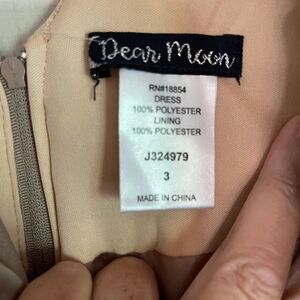 Dear Moon
RN#18854
DRESS
100% POLYESTER
LINING
100% POLYESTER
J324979
3
MADE IN CHINA